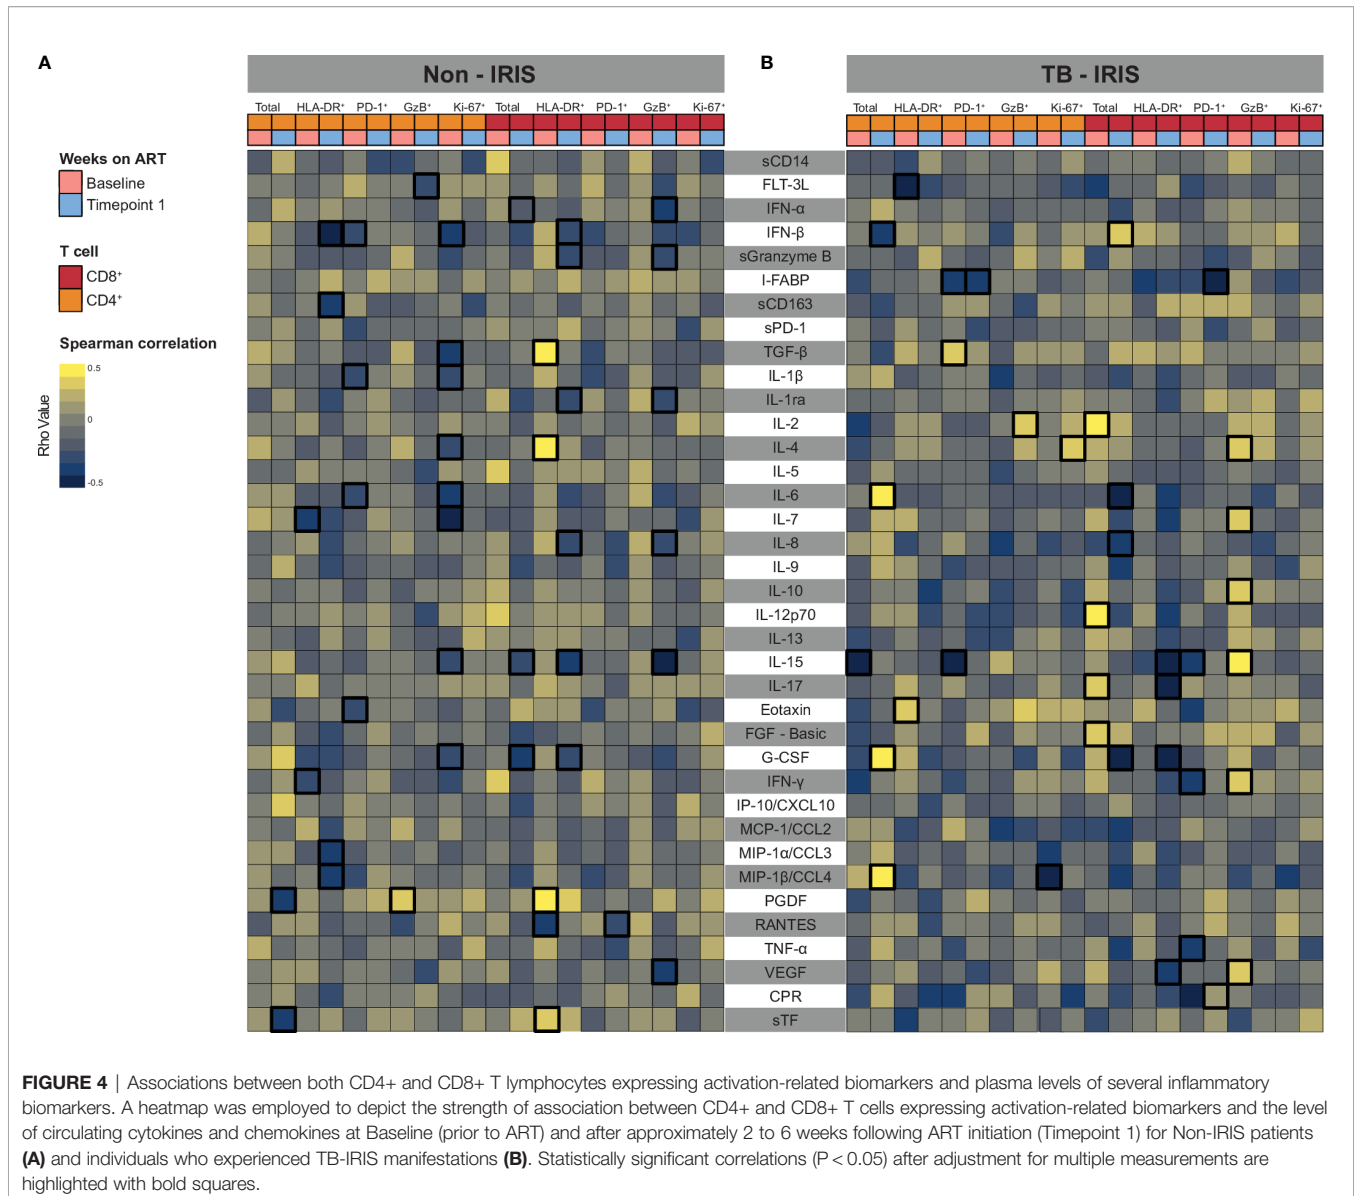 A
B
Non - IRIS
TB - IRIS
Total HLA-DR+ PD-1+ GzB+ Ki-67+ Total HLA-DR+ PD-1+ GzB+ Ki-67+
Total HLA-DR+ PD-1+ GzB+ Ki-67+ Total HLA-DR+ PD-1+ GzB+ Ki-67+
Weeks on ART
Baseline
Timepoint 1
T cell
CD8+
CD4+
Spearman correlation
0.5
0
-0.5
Rho Value
sCD14
FLT-3L
IFN-α
IFN-β
sGranzyme B
I-FABP
sCD163
sPD-1
TGF-β
IL-1β
IL-1ra
IL-2
IL-4
IL-5
IL-6
IL-7
IL-8
IL-9
IL-10
IL-12p70
IL-13
IL-15
IL-17
Eotaxin
FGF - Basic
G-CSF
IFN-γ
IP-10/CXCL10
MCP-1/CCL2
MIP-1α/CCL3
MIP-1β/CCL4
PGDF
RANTES
TNF-α
VEGF
CPR
sTF
FIGURE 4 | Associations between both CD4+ and CD8+ T lymphocytes expressing activation-related biomarkers and plasma levels of several inflammatory
biomarkers. A heatmap was employed to depict the strength of association between CD4+ and CD8+ T cells expressing activation-related biomarkers and the level
of circulating cytokines and chemokines at Baseline (prior to ART) and after approximately 2 to 6 weeks following ART initiation (Timepoint 1) for Non-IRIS patients
(A) and individuals who experienced TB-IRIS manifestations (B). Statistically significant correlations (P < 0.05) after adjustment for multiple measurements are
highlighted with bold squares.